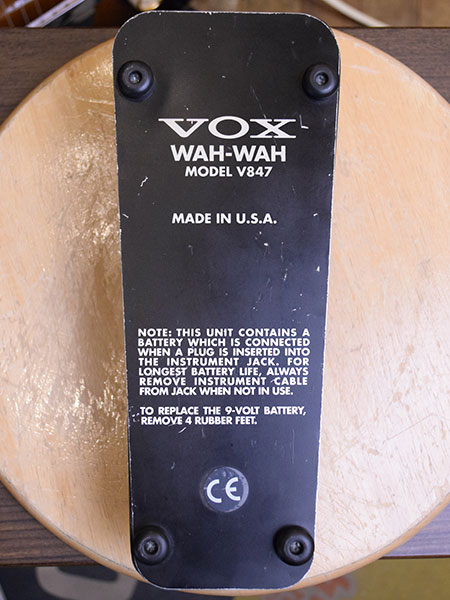 VOX
WAH-WAH
MODEL V847
MADE IN U.S.A.
NOTE: THIS UNIT CONTAINS A
BATTERY WHICH IS CONNECTED
WHEN A PLUG IS INSERTED INTO
THE INSTRUMENT JACK. FOR
LONGEST BATTERY LIFE, ALWAYS
REMOVE INSTRUMENT CABLE
FROM JACK WHEN NOT IN USE.
TO REPLACE THE 9-VOLT BATTERY,
REMOVE 4 RUBBER FEET.
CE